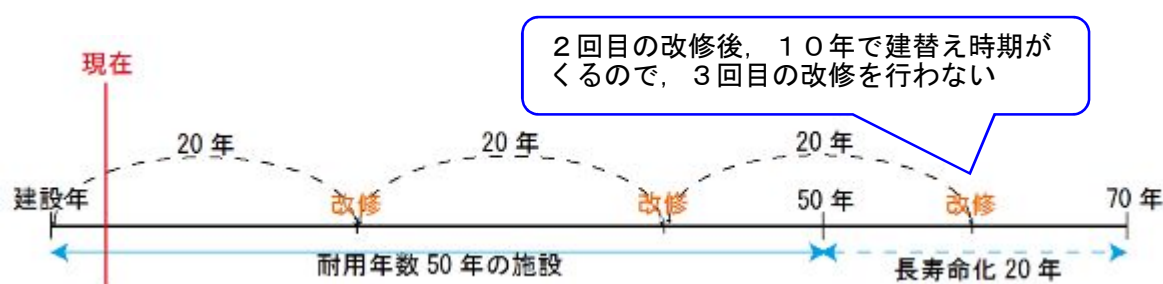 ２回目の改修後，１０年で建替え時期が
くるので，３回目の改修を行わない
現在
20 年
20 年
20 年
建設年
改修
改修
50 年
改修
70 年
耐用年数 50 年の施設
長寿命化 20 年